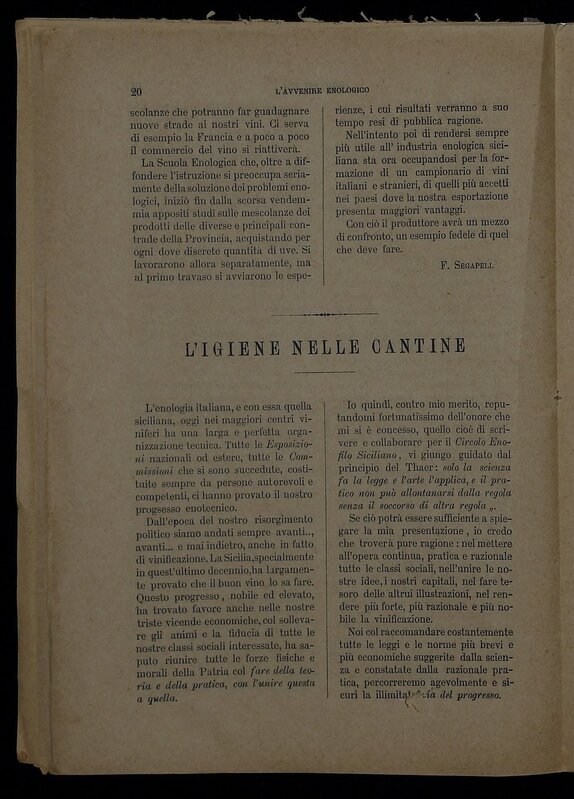 20
L'AVVENIRE ENOLOGICO
scolanze che potranno far guadagnare
nuove strade ai nostri vini. Ci serva
di esempio la Francia e a poco a poco
il commercio del vino si riattiverà.
La Scuola Enologica che, oltre a dif-
fondere l'istruzione si preoccupa seria-
mente della soluzione dei problemi eno-
logici, iniziò fin dalla scorsa vendem-
mia appositi studi sulle mescolanze dei
prodotti delle diverse e principali con-
trade della Provincia, acquistando per
ogni dove discrete quantità di uve. Si
lavorarono allora separatamente, ma
al primo travaso si avviarono le espe-
rienze, i cui risultati verranno a suo
tempo resi di pubblica ragione.
Nell'intento poi di rendersi sempre
più utile all' industria enologica sici-
liana sta ora occupandosi per la for-
mazione di un campionario di vini
italiani e stranieri, di quelli più accetti
nei paesi dove la nostra esportazione
presenta maggiori vantaggi.
Con ciò il produttore avrà un mezzo
di confronto, un esempio fedele di quel
che deve fare.
F. SEGAPELI.
L'IGIENE NELLE CANTINE
L'enologia italiana, e con essa quella
siciliana, oggi nei maggiori centri vi-
niferi ha una larga e perfetta orga-
nizzazione tecnica. Tutte le Esposizio-
ni nazionali od estere, tutte le Com-
missioni che si sono succedute, costi-
tuite sempre da persone autorevoli e
competenti, ci hanno provato il nostro
progsesso enotecnico.
Dall'epoca del nostro risorgimento
politico siamo andati sempre avanti..,
avanti.. e mai indietro, anche in fatto
di vinificazione. La Sicilia, specialmente
in quest'ultimo decennio, ha largamen-
te provato che il buon vino lo sa fare.
Questo progresso, nobile ed elevato,
ha trovato favore anche nelle nostre
triste vicende economiche, col solleva-
re gli animi e la fiducia di tutte le
nostre classi sociali interessate, ha sa-
puto riunire tutte le forze fisiche e
morali della Patria col fare della teo-
ria e della pratica, con l'unire questa
a quella.
Io quindi, contro mio merito, repu-
tandomi fortunatissimo dell'onore che
mi si è concesso, quello cioè di scri-
vere e collaborare per il Circolo Eno-
filo Siciliano, vi giungo guidato dal
principio del Thaer: solo la scienza
fa la legge e l'arte l'applica, e il pra-
tico non può allontanarsi dalla regola
senza il soccorso di altra regola „.
Se ciò potrà essere sufficiente a spie-
gare la mia presentazione , io credo
che troverà pure ragione : nel mettere
all'opera continua, pratica e razionale
tutte le classi sociali, nell'unire le no-
stre idee, i nostri capitali, nel fare te-
soro delle altrui illustrazioni, nel ren-
dere più forte, più razionale e più no-
bile la vinificazione.
Noi col raccomandare costantemente
tutte le leggi e le norme più brevi e
più economiche suggerite dalla scien-
za e constatate dalla razionale pra-
tica, percorreremo agevolmente e si-
curi la illimitata via del progresso.